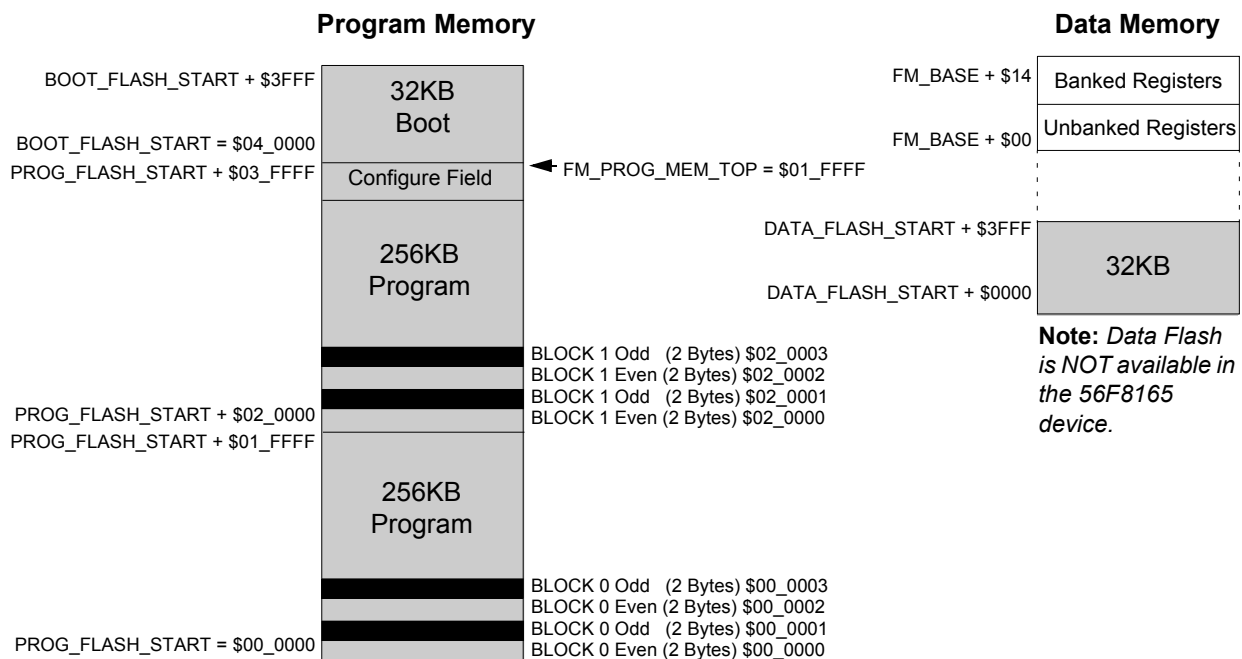 Program Memory
BOOT_FLASH_START + $3FFF
32KB
Boot
BOOT_FLASH_START = $04_0000
PROG_FLASH_START + $03_FFFF
Configure Field
FM_PROG_MEM_TOP = $01_FFFF
256KB
Program
BLOCK 1 Odd (2 Bytes) $02_0003
BLOCK 1 Even (2 Bytes) $02_0002
BLOCK 1 Odd (2 Bytes) $02_0001
BLOCK 1 Even (2 Bytes) $02_0000
PROG_FLASH_START + $02_0000
PROG_FLASH_START + $01_FFFF
256KB
Program
BLOCK 0 Odd (2 Bytes) $00_0003
BLOCK 0 Even (2 Bytes) $00_0002
BLOCK 0 Odd (2 Bytes) $00_0001
BLOCK 0 Even (2 Bytes) $00_0000
PROG_FLASH_START = $00_0000
Data Memory
FM_BASE + $14
Banked Registers
Unbanked Registers
FM_BASE + $00
DATA_FLASH_START + $3FFF
32KB
DATA_FLASH_START + $0000
Note: Data Flash
is NOT available in
the 56F8165
device.